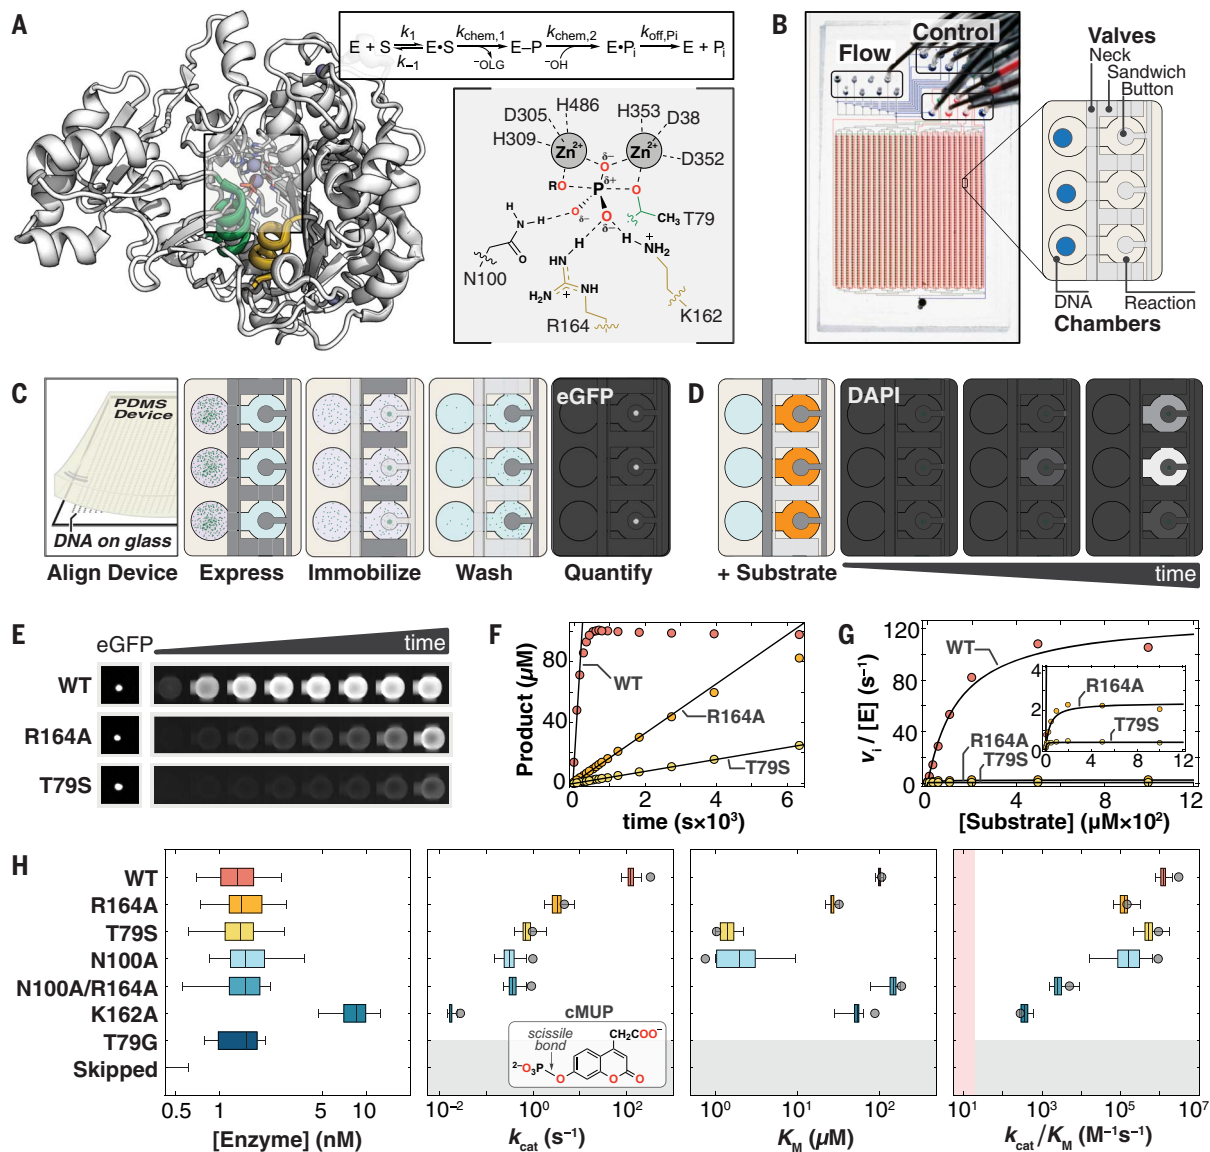 A
E + S
k1
k−1
E•S
kchem,1
−OLG
E–P
kchem,2
−OH
E•Pi
koff,Pi
E + Pi
H486
D305
H309
Zn2+
H353
D38
Zn2+
D352
δ−
δ+
RO
P
O
O
O
O
δ−
δ−
CH3
T79
N
H
H
O
N100
H
H
HN
H2N
NH
+
R164
+
NH2
K162
B
Flow
Control
Valves
Neck
Sandwich
Button
DNA
Reaction
Chambers
C
PDMS
Device
DNA on glass
eGFP
Align Device
Express
Immobilize
Wash
Quantify
D
DAPI
+ Substrate
time
E
eGFP
time
WT
R164A
T79S
F
Product (µM)
80
40
0
WT
R164A
T79S
0 2 4 6
time (s×10³)
G
vi / [E] (s−1)
120
80
40
0
WT
R164A
T79S
R164A
T79S
4
2
0
0 2 4 6 8 10 12
0 4 8 12
[Substrate] (µM×10²)
H
WT
R164A
T79S
N100A
N100A/R164A
K162A
T79G
Skipped
0.5 1 5 10
[Enzyme] (nM)
cMUP
scissile
bond
2−O3P
O
CH2COO−
O
O
10−2 100 102
kcat (s−1)
100 101 102
KM (µM)
101 103 105 107
kcat/KM (M−1s−1)